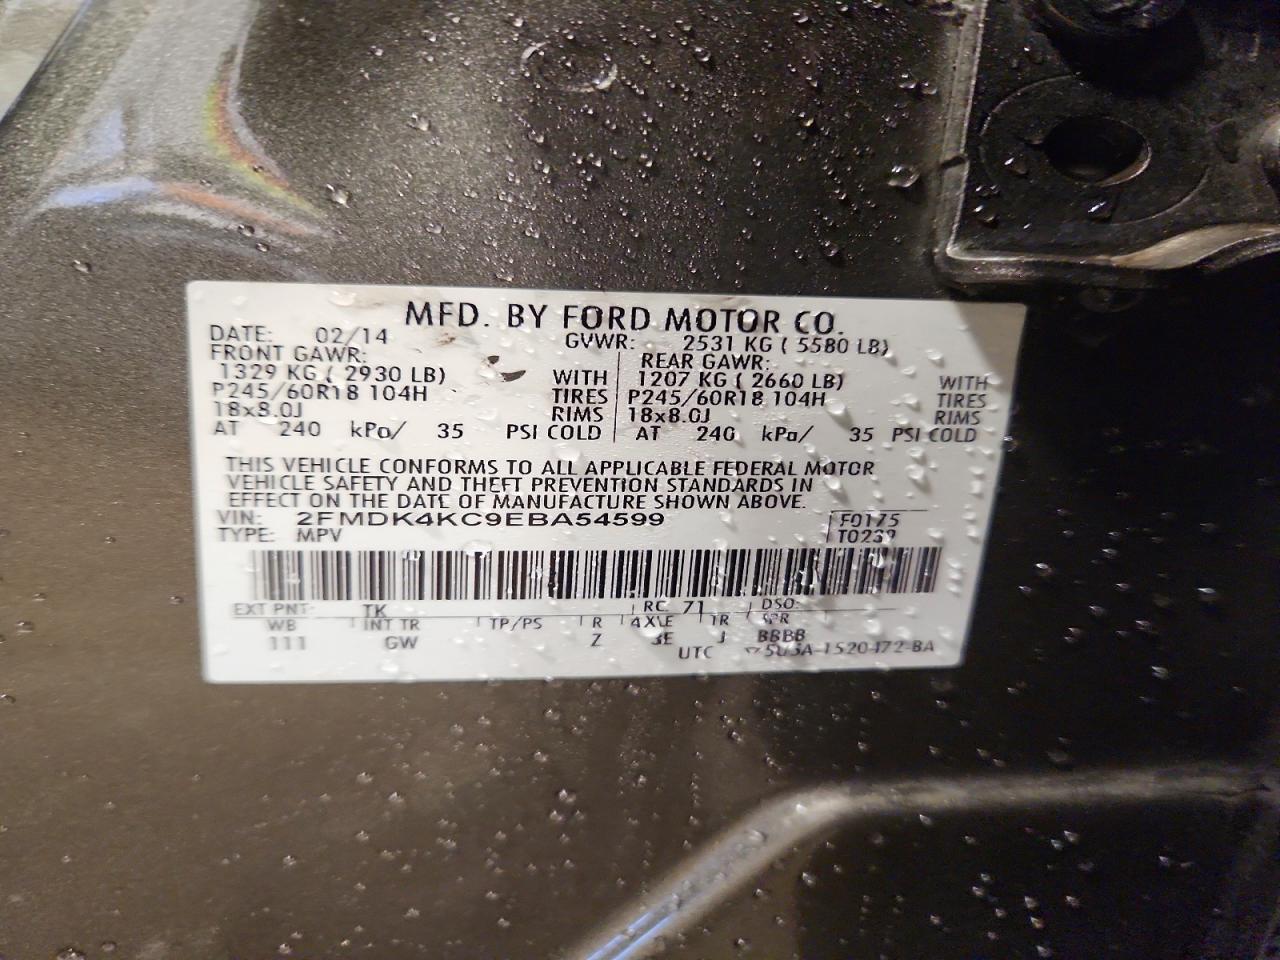 MFD. BY FORD MOTOR CO.
DATE: 02/14 GVWR: 2531 KG ( 5580 LB)
FRONT GAWR: REAR GAWR:
1329 KG ( 2930 LB) WITH 1207 KG ( 2660 LB) WITH
P245/60R18 104H TIRES P245/60R18 104H TIRES
18x8.0J RIMS 18x8.0J RIMS
AT 240 kPa/ 35 PSI COLD AT 240 kPa/ 35 PSI COLD
THIS VEHICLE CONFORMS TO ALL APPLICABLE FEDERAL MOTOR
VEHICLE SAFETY AND THEFT PREVENTION STANDARDS IN
EFFECT ON THE DATE OF MANUFACTURE SHOWN ABOVE.
VIN: 2FMDK4KC9EBA54599 F0175
TYPE: MPV
EXT PNT: TK RC: 71 DSO:
WB INT TR TP/PS R AXLE TR SPR
111 GW Z 3E J BBBB
UTC